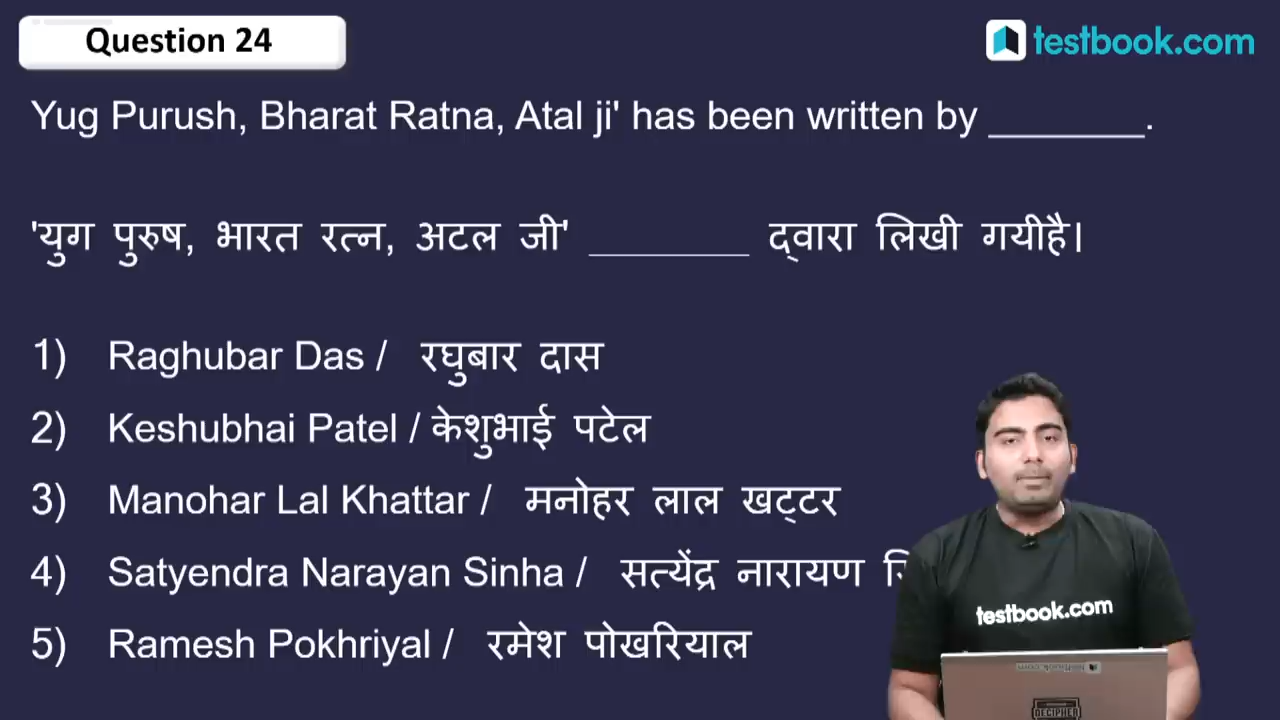 Question 24
testbook.com
Yug Purush, Bharat Ratna, Atal ji' has been written by ________.
'युग पुरुष, भारत रत्न, अटल जी' ________ द्वारा लिखी गयीहै।
1) Raghubar Das / रघुबार दास
2) Keshubhai Patel / केशुभाई पटेल
3) Manohar Lal Khattar / मनोहर लाल खट्टर
4) Satyendra Narayan Sinha / सत्येंद्र नारायण
5) Ramesh Pokhriyal / रमेश पोखरियाल
testbook.com
DECIPHER